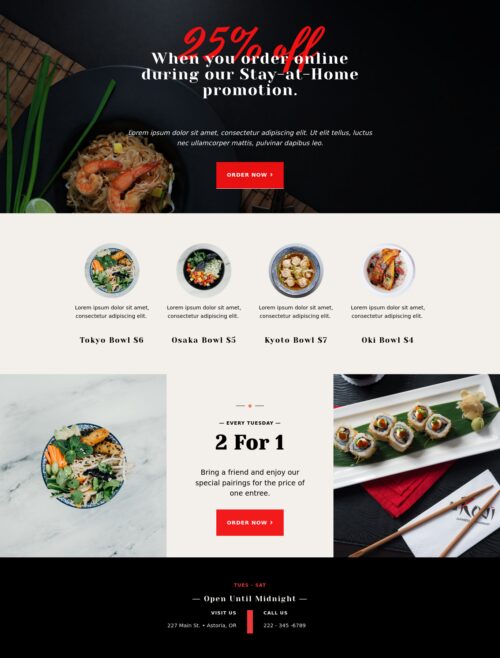 25% off
When you order online
during our Stay-at-Home
promotion.
Lorem ipsum dolor sit amet, consectetur adipiscing elit. Ut elit tellus, luctus
nec ullamcorper mattis, pulvinar dapibus leo.
ORDER NOW ›
Lorem ipsum dolor sit amet,
consectetur adipiscing elit.
Tokyo Bowl $6
Lorem ipsum dolor sit amet,
consectetur adipiscing elit.
Osaka Bowl $5
Lorem ipsum dolor sit amet,
consectetur adipiscing elit.
Kyoto Bowl $7
Lorem ipsum dolor sit amet,
consectetur adipiscing elit.
Oki Bowl $4
— EVERY TUESDAY —
2 For 1
Bring a friend and enjoy our
special pairings for the price of
one entree.
ORDER NOW ›
TUES - SAT
— Open Until Midnight —
VISIT US
227 Main St. • Astoria, OR
CALL US
222 - 345 -6789